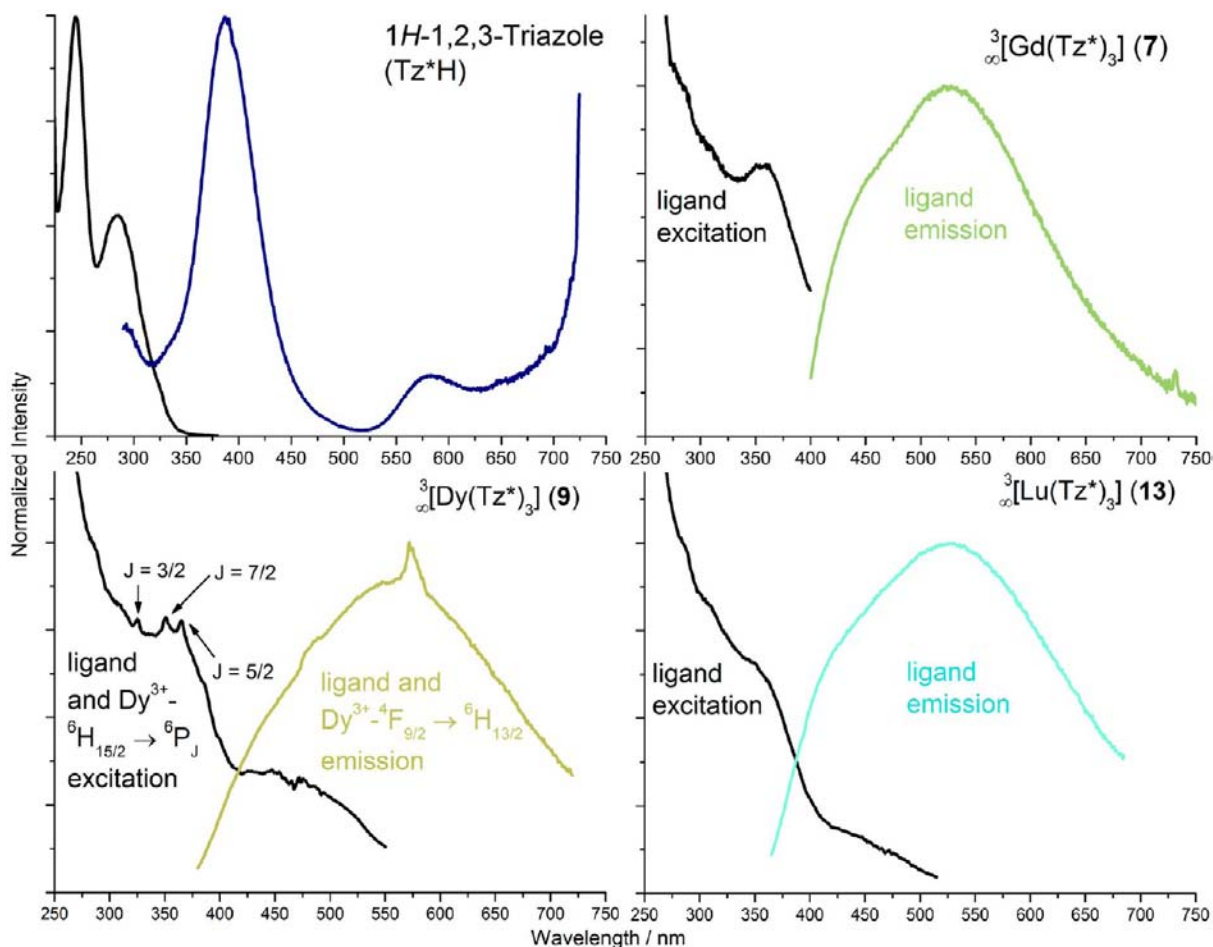 Normalized Intensity
1H-1,2,3-Triazole
(Tz*H)
225 250 300 350 400 450 500 550 600 650 700 750
³∞[Gd(Tz*)₃] (7)
ligand
excitation
ligand
emission
250 300 350 400 450 500 550 600 650 700 750
³∞[Dy(Tz*)₃] (9)
J = 3/2
J = 7/2
J = 5/2
ligand
and Dy³⁺-
⁶H₁₅/₂ → ⁶P_J
excitation
ligand and
Dy³⁺-⁴F₉/₂ → ⁶H₁₃/₂
emission
250 300 350 400 450 500 550 600 650 700 750
³∞[Lu(Tz*)₃] (13)
ligand
excitation
ligand
emission
250 300 350 400 450 500 550 600 650 700 750
Wavelength / nm